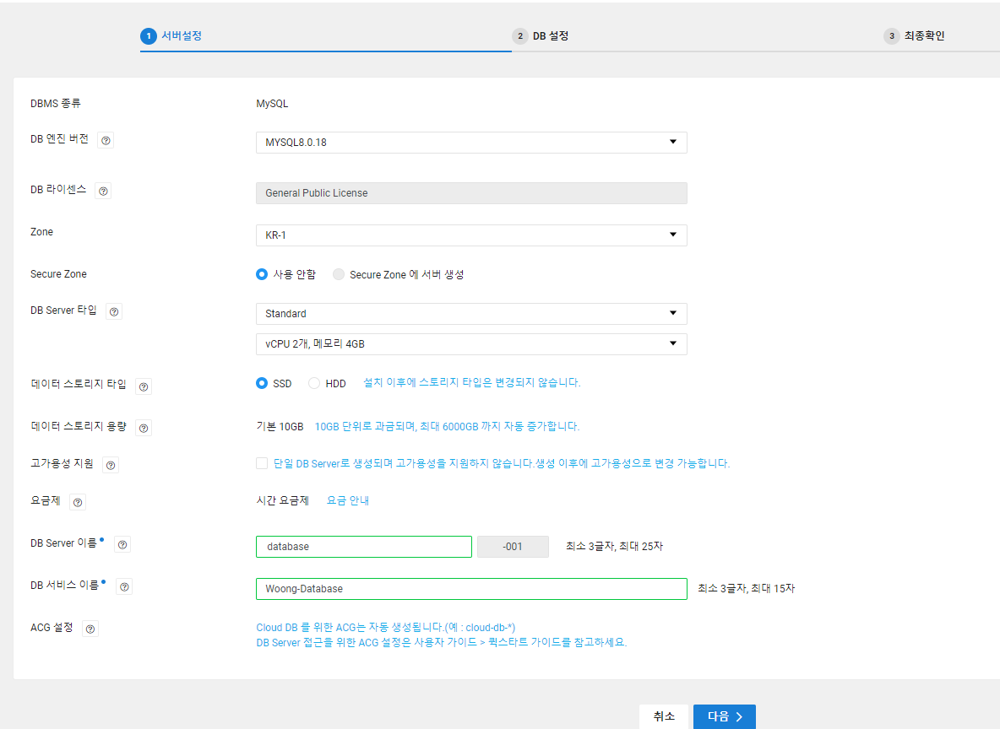 1 서버설정
2 DB 설정
3 최종확인
DBMS 종류
MySQL
DB 엔진 버전 ?
MYSQL8.0.18
DB 라이센스 ?
General Public License
Zone
KR-1
Secure Zone
사용 안함 Secure Zone 에 서버 생성
DB Server 타입 ?
Standard
vCPU 2개, 메모리 4GB
데이터 스토리지 타입 ?
SSD HDD 설치 이후에 스토리지 타입은 변경되지 않습니다.
데이터 스토리지 용량 ?
기본 10GB 10GB 단위로 과금되며, 최대 6000GB 까지 자동 증가합니다.
고가용성 지원 ?
단일 DB Server로 생성되며 고가용성을 지원하지 않습니다.생성 이후에 고가용성으로 변경 가능합니다.
요금제 ?
시간 요금제 요금 안내
DB Server 이름 ?
database -001 최소 3글자, 최대 25자
DB 서비스 이름 ?
Woong-Database 최소 3글자, 최대 15자
ACG 설정 ?
Cloud DB 를 위한 ACG는 자동 생성됩니다.(예 : cloud-db-*)
DB Server 접근을 위한 ACG 설정은 사용자 가이드 > 퀵스타트 가이드를 참고하세요.
취소 다음 >